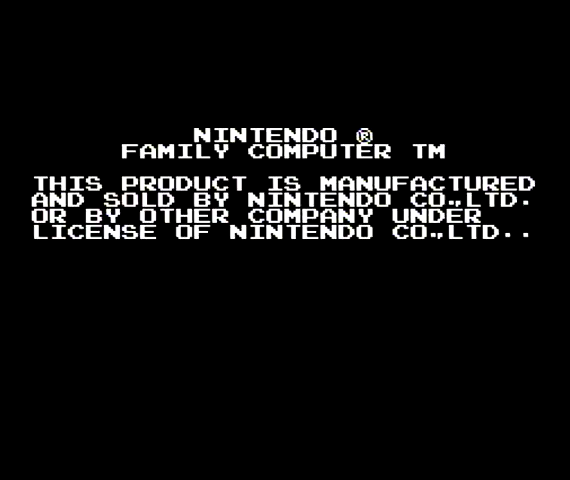 NINTENDO ®
FAMILY COMPUTER TM
THIS PRODUCT IS MANUFACTURED
AND SOLD BY NINTENDO CO.,LTD.
OR BY OTHER COMPANY UNDER
LICENSE OF NINTENDO CO.,LTD..